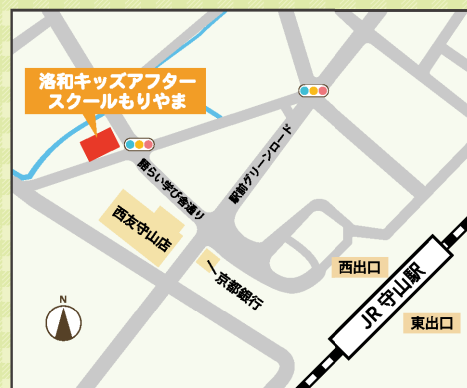 洛和キッズアフター
スクールもりやま
語らい学び舎通り
駅前グリーンロード
西友守山店
京都銀行
西出口
JR 守山駅
東出口
N